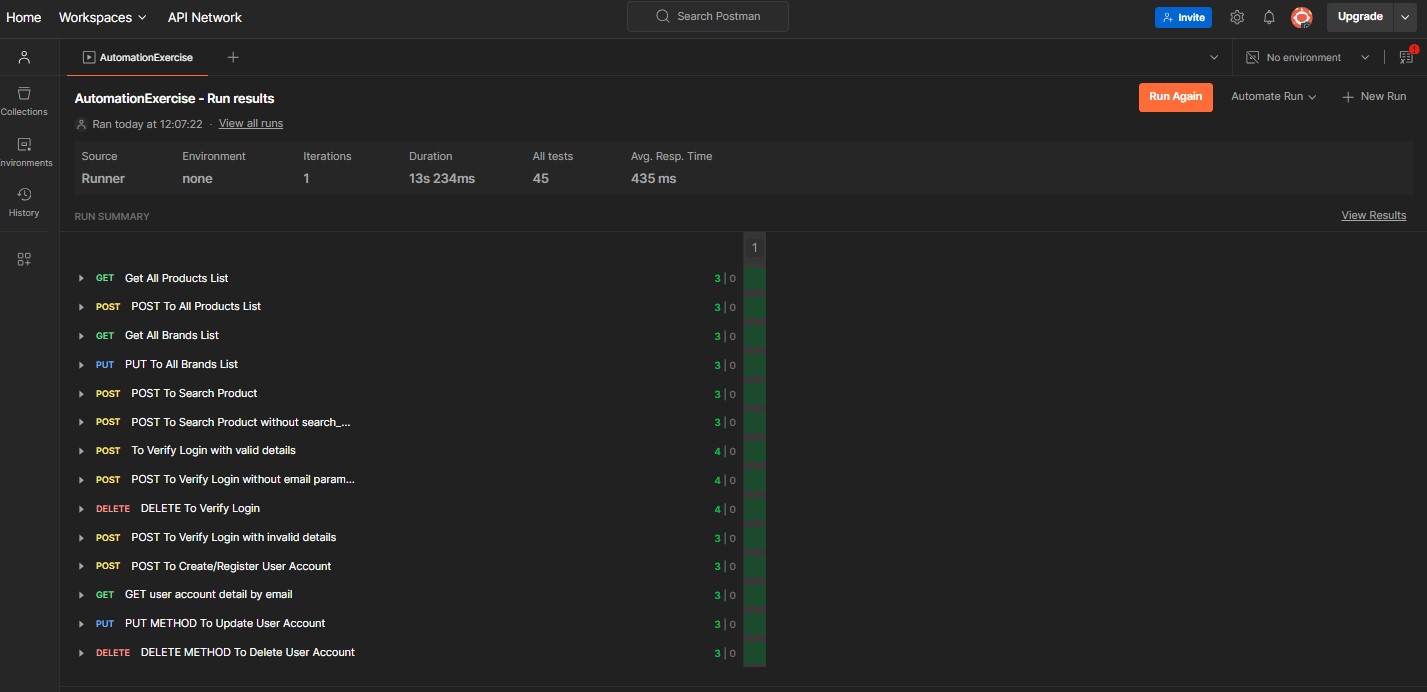 Home Workspaces API Network Search Postman Invite Upgrade
AutomationExercise No environment
Collections
nvironments
History
AutomationExercise - Run results Run Again Automate Run New Run
Ran today at 12:07:22 · View all runs
Source Environment Iterations Duration All tests Avg. Resp. Time
Runner none 1 13s 234ms 45 435 ms
RUN SUMMARY View Results
1
GET Get All Products List 3 | 0
POST POST To All Products List 3 | 0
GET Get All Brands List 3 | 0
PUT PUT To All Brands List 3 | 0
POST POST To Search Product 3 | 0
POST POST To Search Product without search_... 3 | 0
POST To Verify Login with valid details 4 | 0
POST POST To Verify Login without email param... 4 | 0
DELETE DELETE To Verify Login 4 | 0
POST POST To Verify Login with invalid details 3 | 0
POST POST To Create/Register User Account 3 | 0
GET GET user account detail by email 3 | 0
PUT PUT METHOD To Update User Account 3 | 0
DELETE DELETE METHOD To Delete User Account 3 | 0